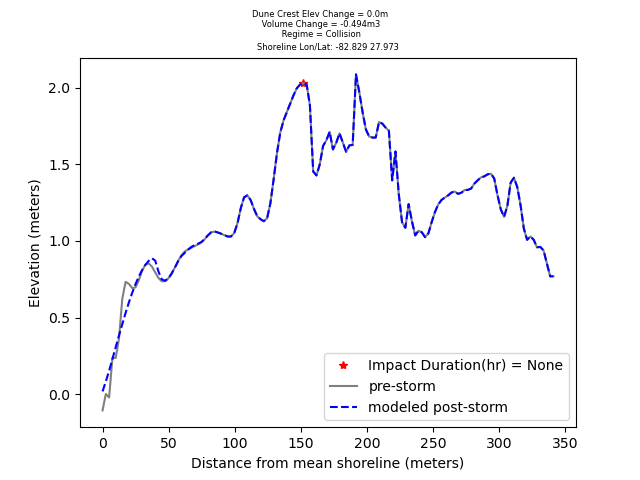 Dune Crest Elev Change = 0.0m
Volume Change = -0.494m3
Regime = Collision
Shoreline Lon/Lat: -82.829 27.973
2.0
1.5
1.0
0.5
0.0
Elevation (meters)
Impact Duration(hr) = None
pre-storm
modeled post-storm
0 50 100 150 200 250 300 350
Distance from mean shoreline (meters)